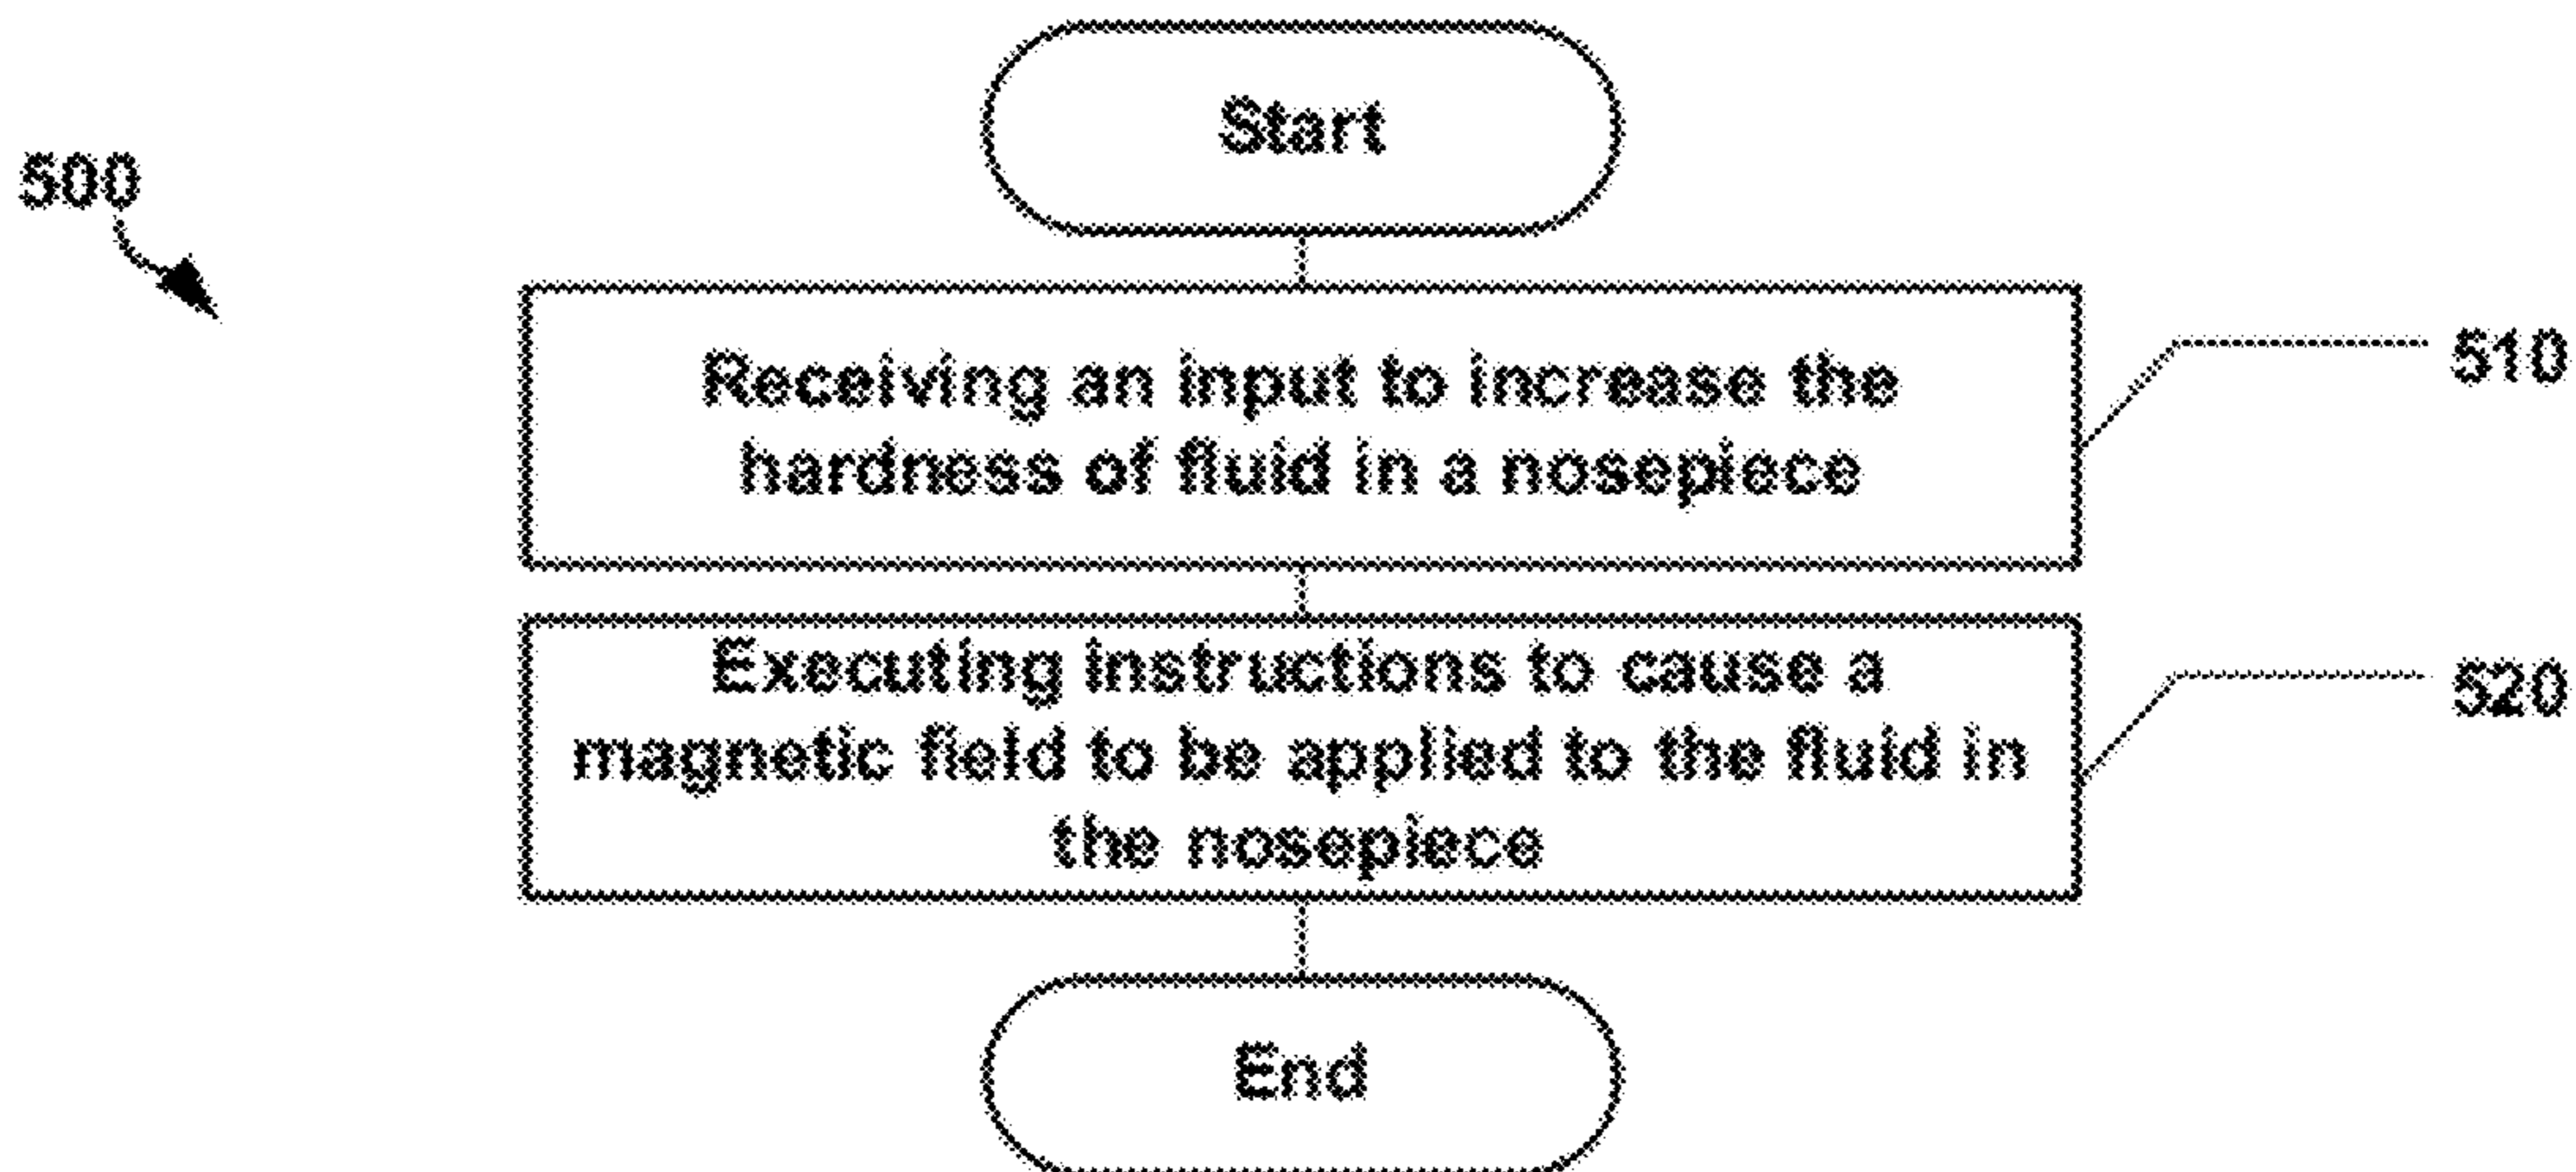 Start
500
Receiving an input to increase the
hardness of fluid in a nosepiece
510
Executing instructions to cause a
magnetic field to be applied to the fluid in
the nosepiece
520
End